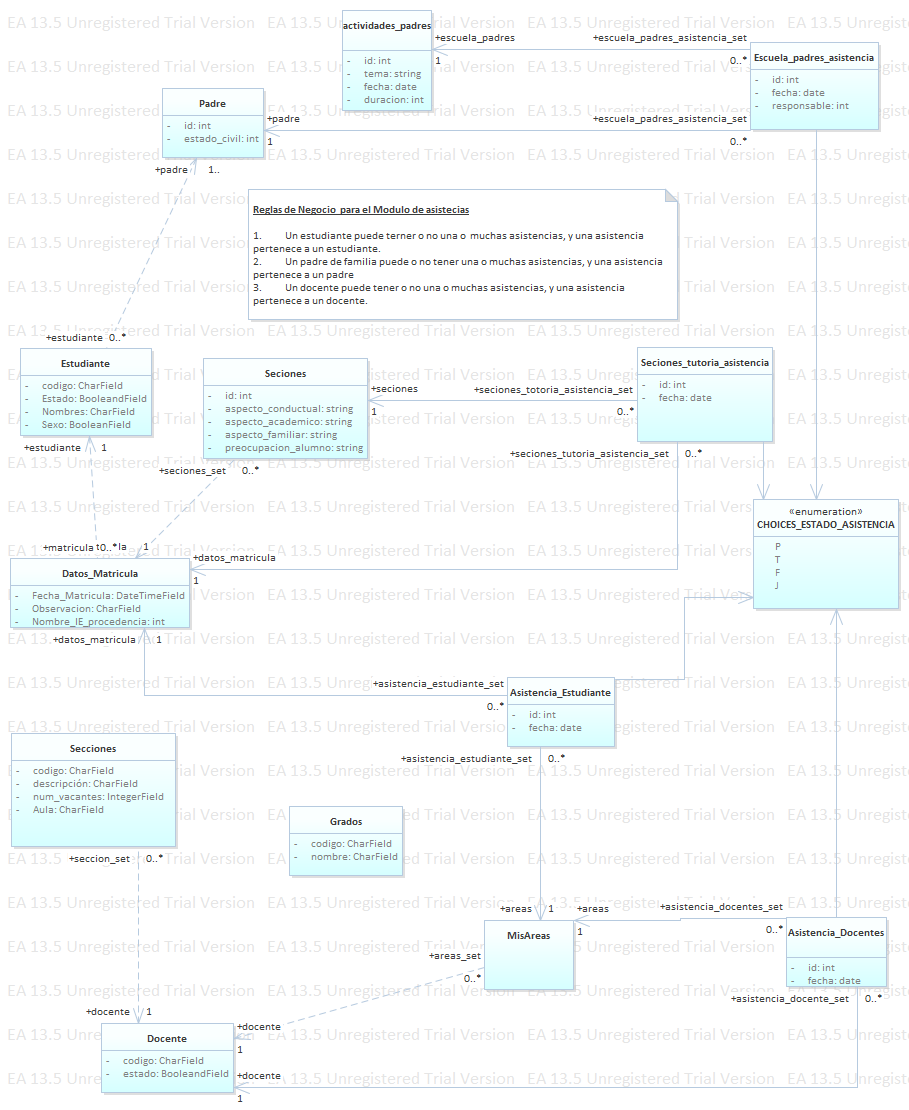 EA 13.5 Unregistered Trial Version
actividades_padres
- id: int
- tema: string
- fecha: date
- duracion: int
+escuela_padres
1
+escuela_padres_asistencia_set
0..*
Escuela_padres_asistencia
- id: int
- fecha: date
- responsable: int
Padre
- id: int
- estado_civil: int
+padre
1
+escuela_padres_asistencia_set
0..*
+padre
1..
Reglas de Negocio para el Modulo de asistecias
1. Un estudiante puede terner o no una o muchas asistencias, y una asistencia
pertenece a un estudiante.
2. Un padre de familia puede o no tener una o muchas asistencias, y una asistencia
pertenece a un padre
3. Un docente puede tener o no una o muchas asistencias, y una asistencia
pertenece a un docente.
+estudiante 0..*
Estudiante
- codigo: CharField
- Estado: BooleandField
- Nombres: CharField
- Sexo: BooleanField
+estudiante 1
Seciones
- id: int
- aspecto_conductual: string
- aspecto_academico: string
- aspecto_familiar: string
- preocupacion_alumno: string
+seciones
1
+seciones_totoria_asistencia_set
0..*
Seciones_tutoria_asistencia
- id: int
- fecha: date
+seciones_tutoria_asistencia_set 0..*
+seciones_set 0..*
«enumeration»
CHOICES_ESTADO_ASISTENCIA
P
T
F
J
+matricula
0..*
la 1
+datos_matricula
1
Datos_Matricula
- Fecha_Matricula: DateTimeField
- Observacion: CharField
- Nombre_IE_procedencia: int
+datos_matricula 1
+asistencia_estudiante_set
0..*
Asistencia_Estudiante
- id: int
- fecha: date
+asistencia_estudiante_set 0..*
Secciones
- codigo: CharField
- descripción: CharField
- num_vacantes: IntegerField
- Aula: CharField
+seccion_set 0..*
Grados
- codigo: CharField
- nombre: CharField
+areas 1
+areas
1
+asistencia_docentes_set
0..*
MisAreas
Asistencia_Docentes
- id: int
- fecha: date
+areas_set
0..*
+asistencia_docente_set 0..*
+docente 1
+docente
1
Docente
- codigo: CharField
- estado: BooleandField
+docente
1